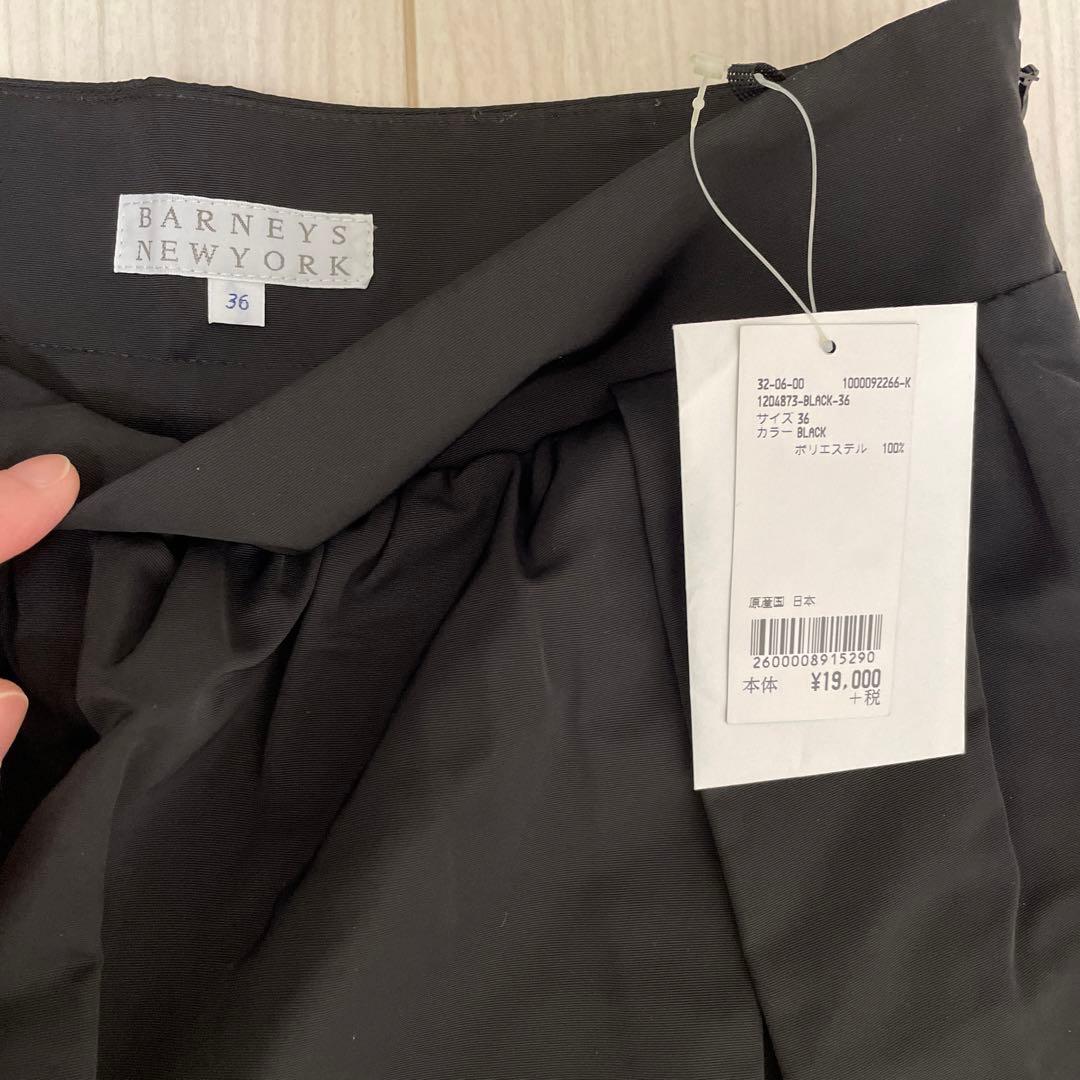 BARNEYS
NEWYORK
36
32-06-00 1000092266-K
1204873-BLACK-36
サイズ 36
カラー BLACK
ポリエステル 100%
原産国 日本
2600008915290
本体 ¥19,000
+税